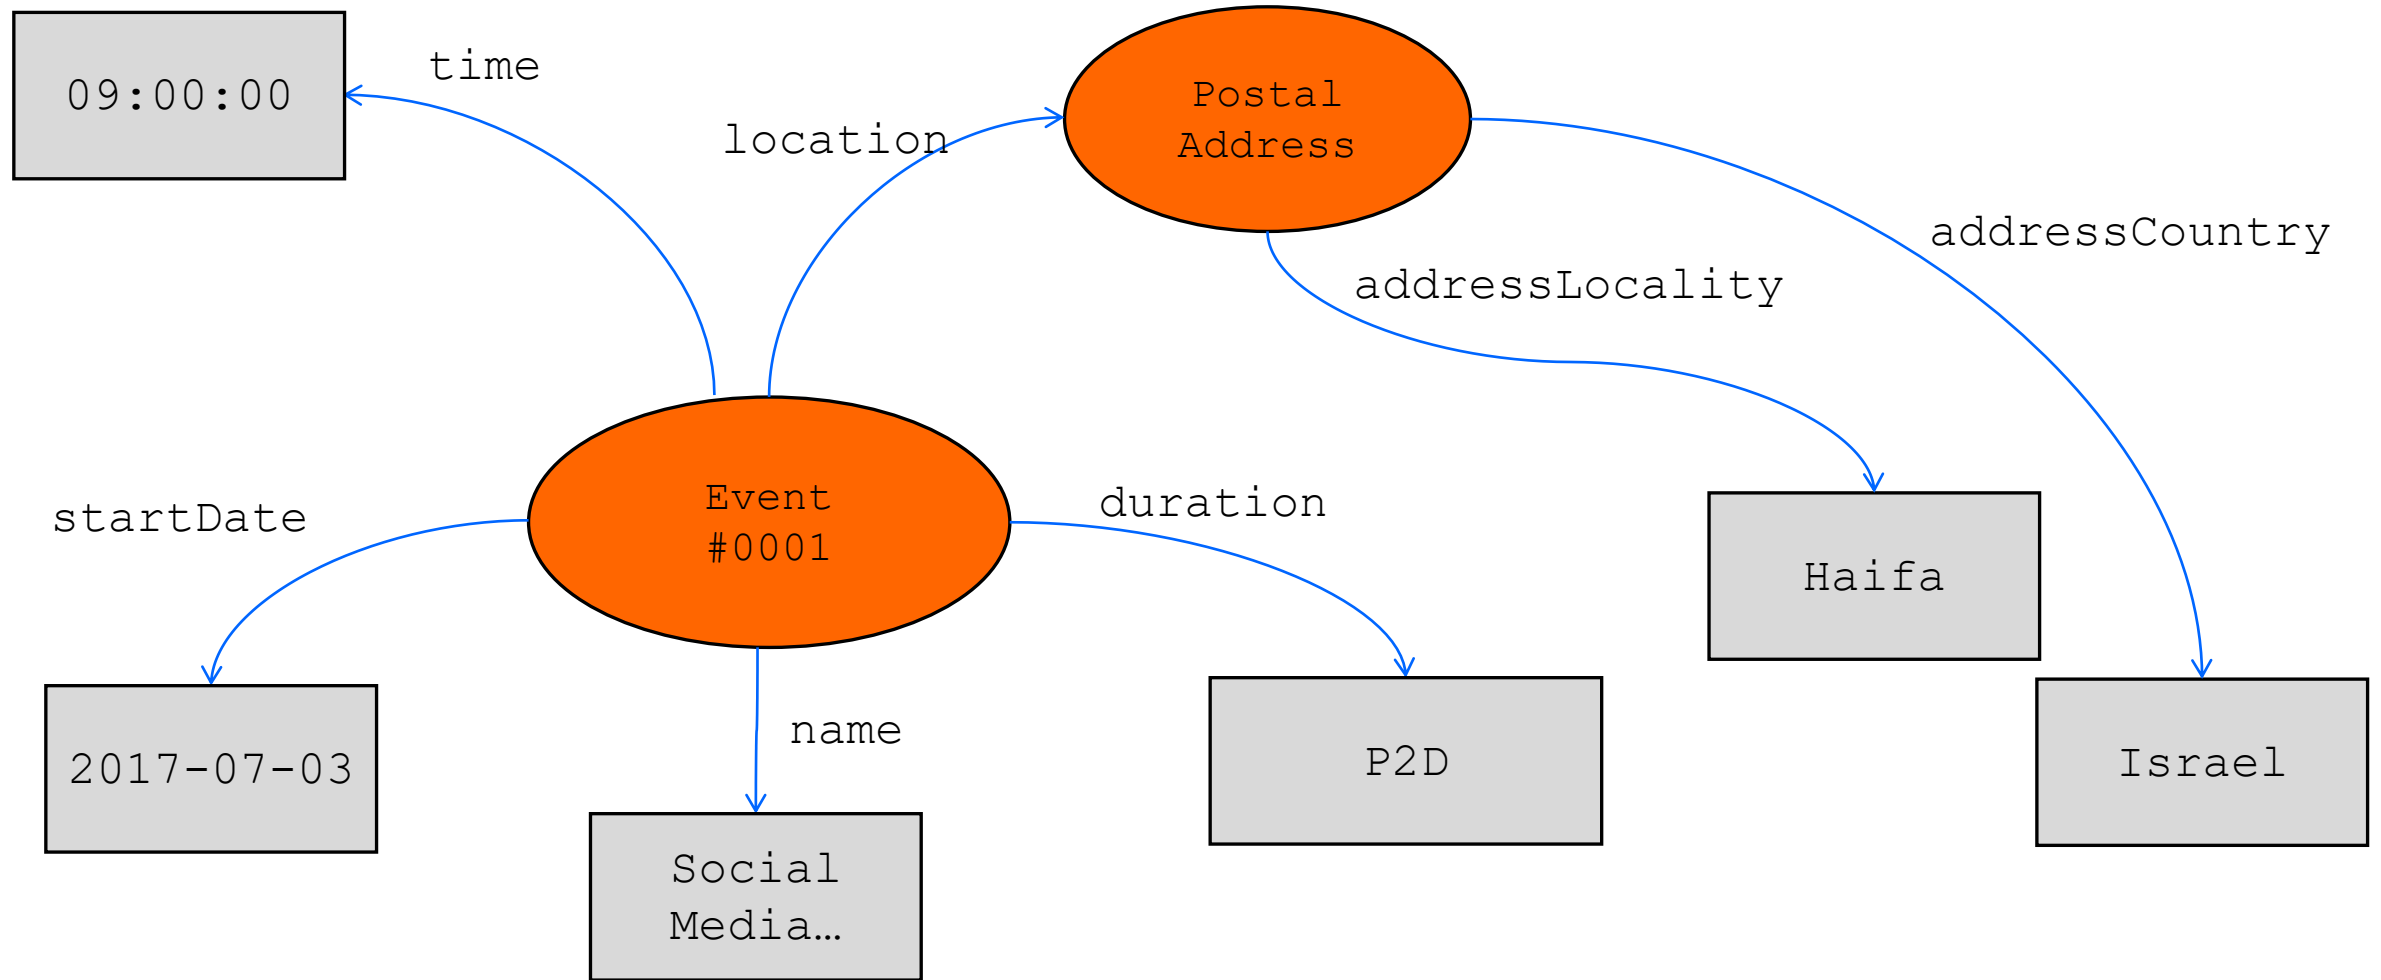 time
09:00:00
Postal
Address
location
addressCountry
addressLocality
Event
#0001
startDate
duration
Haifa
name
2017-07-03
P2D
Israel
Social
Media…